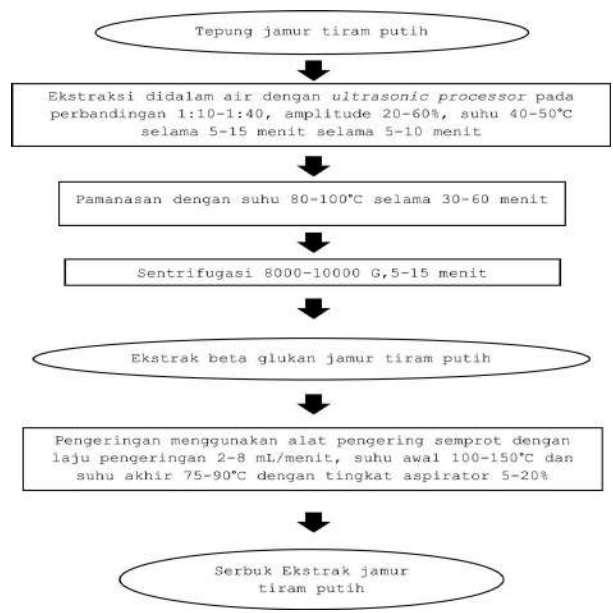 Tepung jamur tiram putih
Ekstraksi didalam air dengan ultrasonic processor pada
perbandingan 1:10-1:40, amplitude 20-60%, suhu 40-50°C
selama 5-15 menit selama 5-10 menit
Pamanasan dengan suhu 80-100°C selama 30-60 menit
Sentrifugasi 8000-10000 G,5-15 menit
Ekstrak beta glukan jamur tiram putih
Pengeringan menggunakan alat pengering semprot dengan
laju pengeringan 2-8 mL/menit, suhu awal 100-150°C dan
suhu akhir 75-90°C dengan tingkat aspirator 5-20%
Serbuk Ekstrak jamur
tiram putih